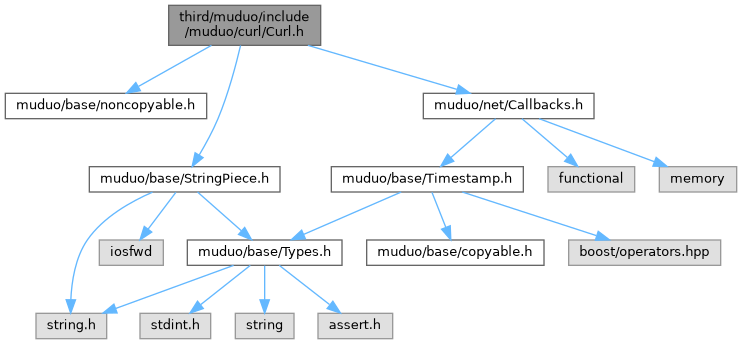 third/muduo/include
/muduo/curl/Curl.h
muduo/base/noncopyable.h
muduo/net/Callbacks.h
muduo/base/StringPiece.h
muduo/base/Timestamp.h
functional
memory
iosfwd
muduo/base/Types.h
muduo/base/copyable.h
boost/operators.hpp
string.h
stdint.h
string
assert.h